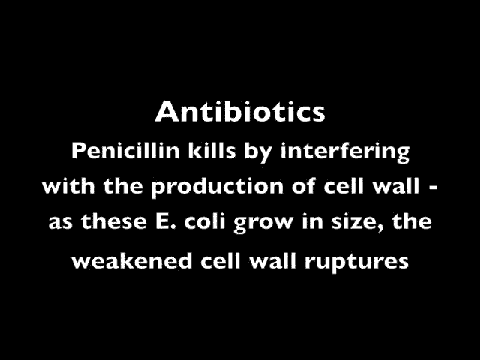 Antibiotics
Penicillin kills by interfering
with the production of cell wall -
as these E. coli grow in size, the
weakened cell wall ruptures